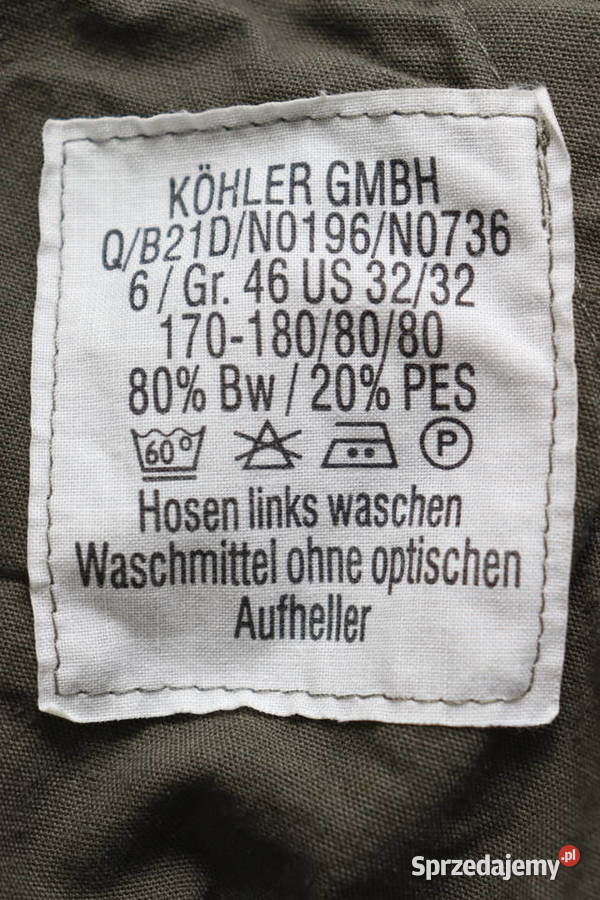 KÖHLER GMBH
Q/B21D/N0196/N0736
6 / Gr. 46 US 32/32
170-180/80/80
80% Bw / 20% PES
60° P
Hosen links waschen
Waschmittel ohne optischen
Aufheller
Sprzedajemy.pl